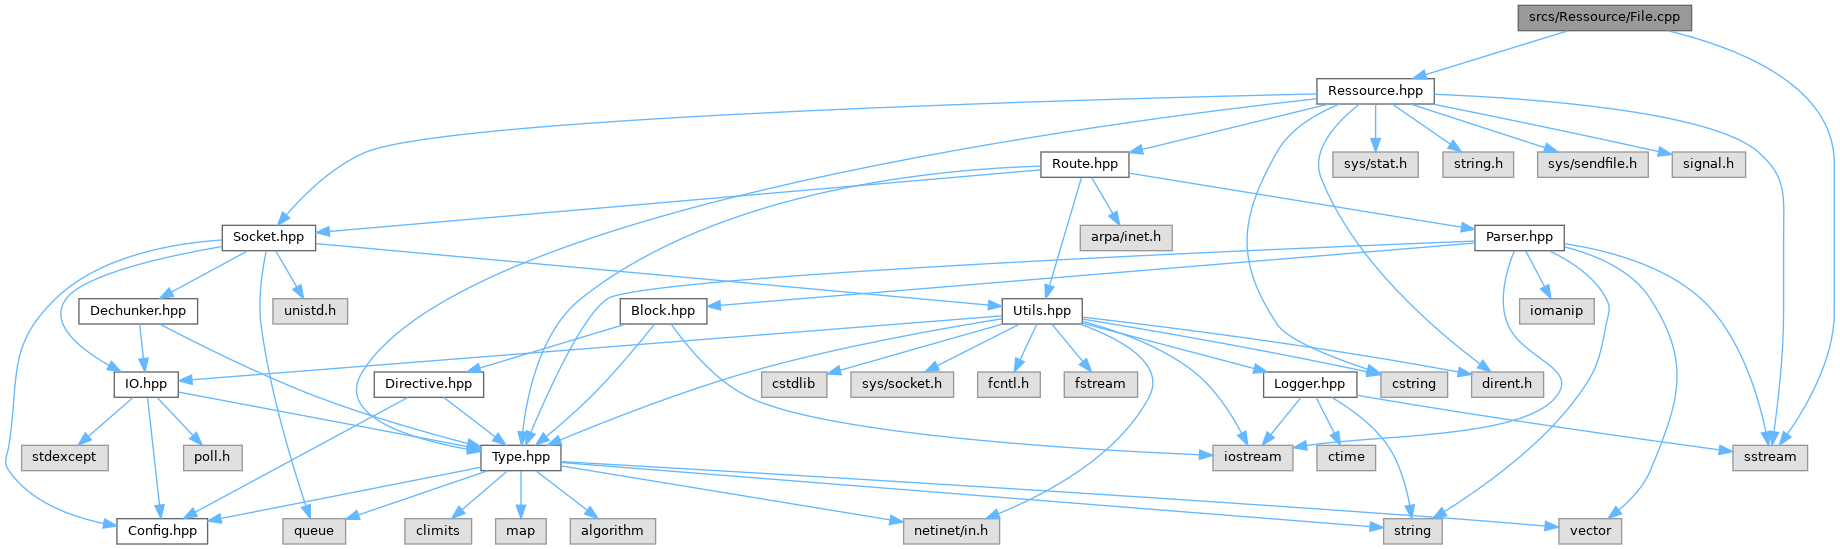 srcs/Ressource/File.cpp
Ressource.hpp
Route.hpp
sys/stat.h
string.h
sys/sendfile.h
signal.h
Socket.hpp
arpa/inet.h
Parser.hpp
Dechunker.hpp
unistd.h
Block.hpp
Utils.hpp
iomanip
IO.hpp
Directive.hpp
cstdlib
sys/socket.h
fcntl.h
fstream
Logger.hpp
cstring
dirent.h
stdexcept
poll.h
Type.hpp
iostream
ctime
sstream
Config.hpp
queue
climits
map
algorithm
netinet/in.h
string
vector